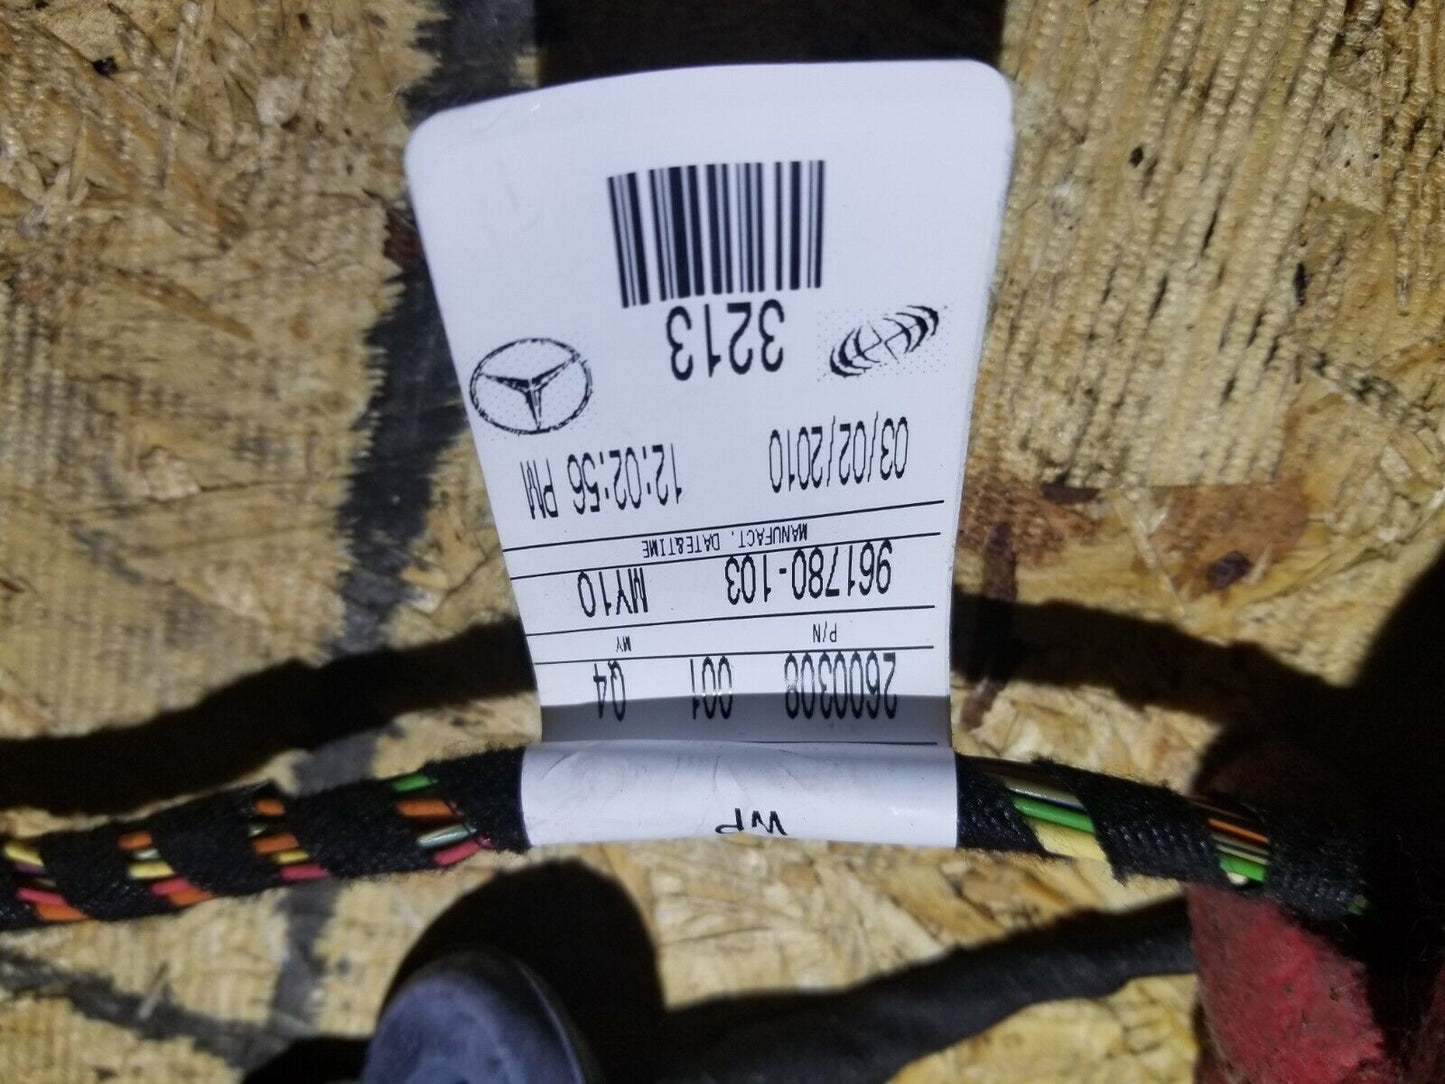 WP
2600308 001 Q4
P/N MY
961780-103 MY10
MANUFACT. DATE&TIME
03/02/2010 12:02:56 PM
3213